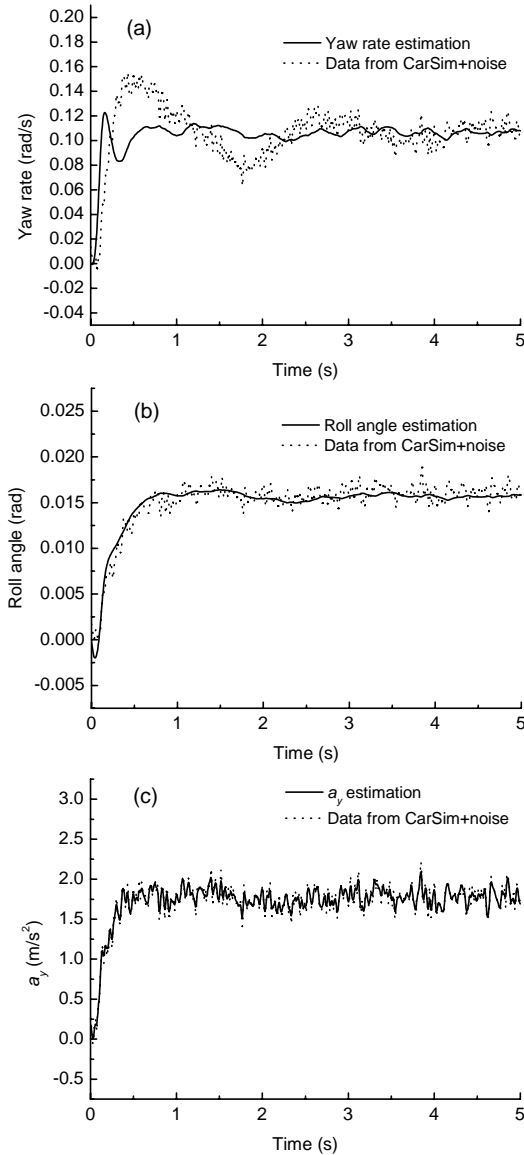 (a)
Yaw rate estimation
Data from CarSim+noise
0.20
0.18
0.16
0.14
0.12
0.10
0.08
0.06
0.04
0.02
0.00
-0.02
-0.04
Yaw rate (rad/s)
0 1 2 3 4 5
Time (s)
(b)
Roll angle estimation
Data from CarSim+noise
0.025
0.020
0.015
0.010
0.005
0.000
-0.005
Roll angle (rad)
0 1 2 3 4 5
Time (s)
(c)
a_y estimation
Data from CarSim+noise
3.0
2.5
2.0
1.5
1.0
0.5
0.0
-0.5
a_y (m/s²)
0 1 2 3 4 5
Time (s)